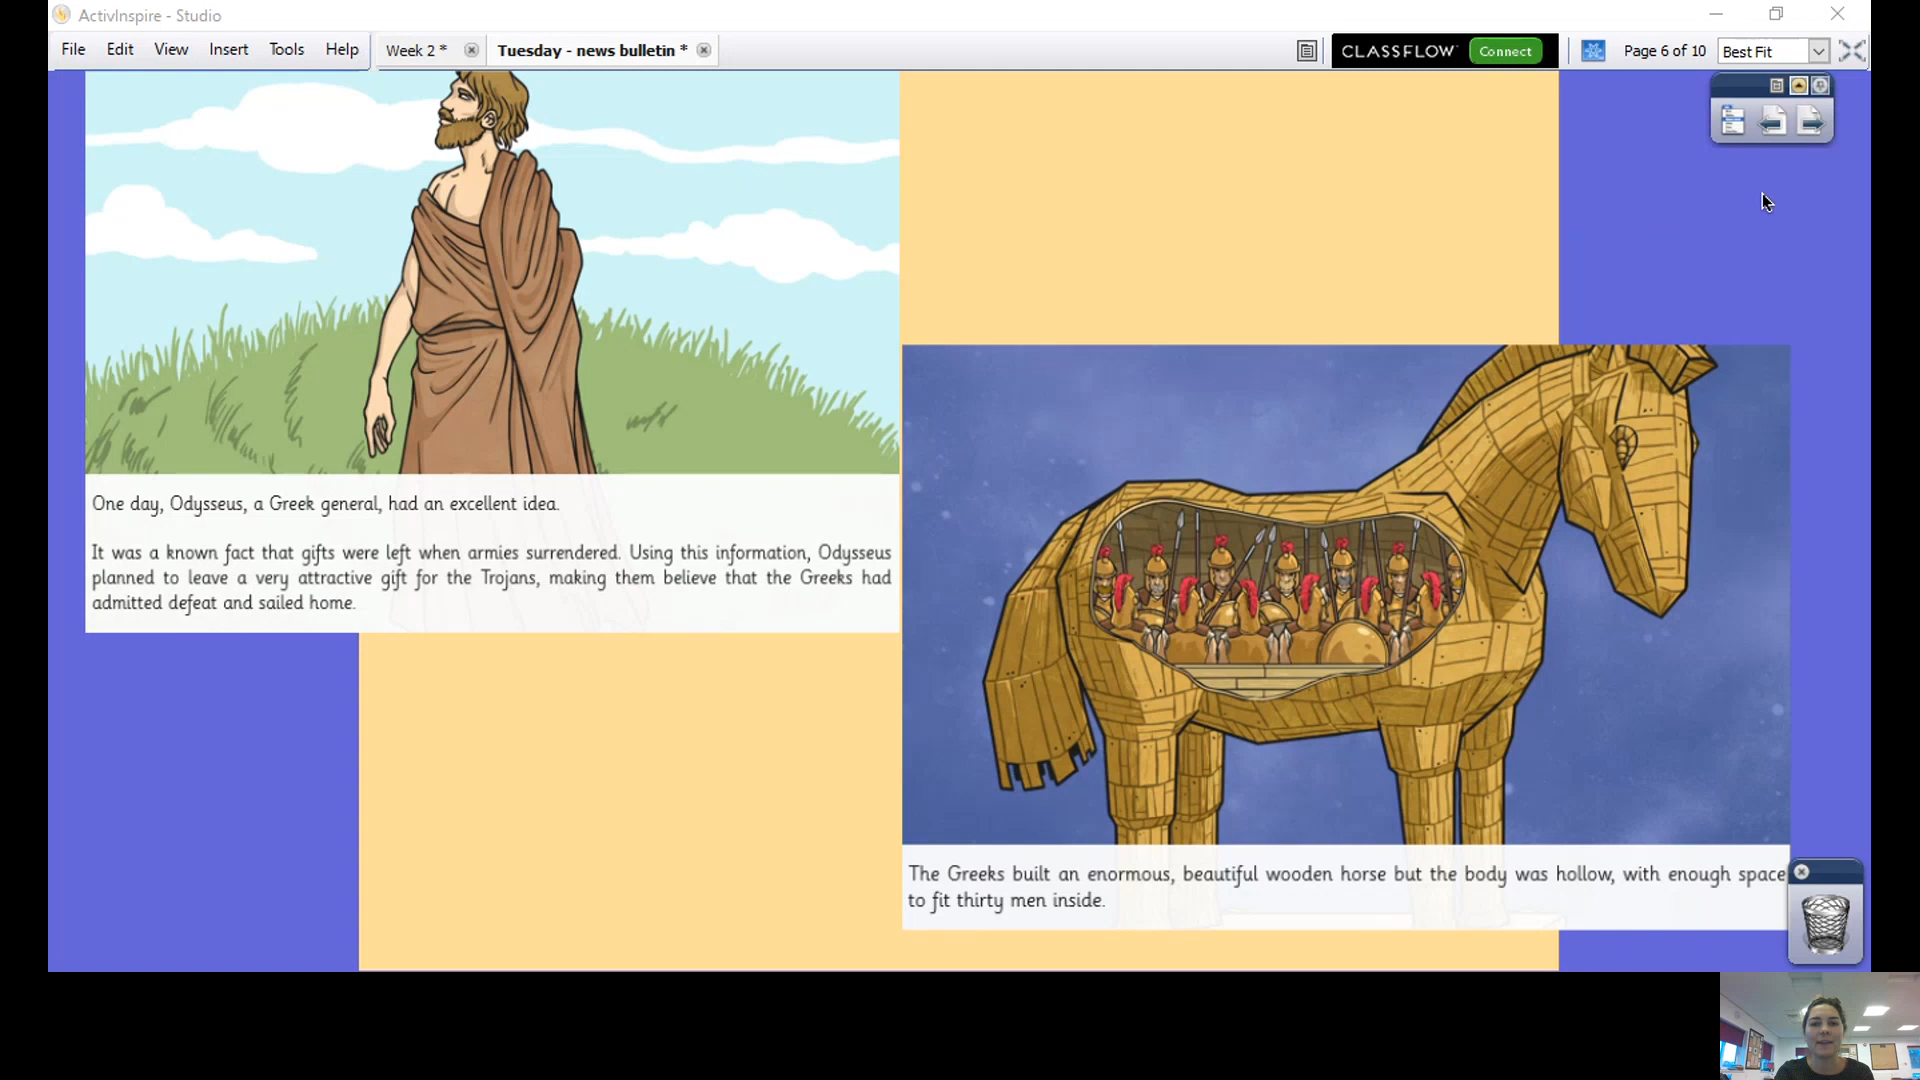 ActivInspire - Studio
File Edit View Insert Tools Help
Week 2 *
Tuesday - news bulletin *
CLASSFLOW
Connect
Page 6 of 10
Best Fit
One day, Odysseus, a Greek general, had an excellent idea.
It was a known fact that gifts were left when armies surrendered. Using this information, Odysseus
planned to leave a very attractive gift for the Trojans, making them believe that the Greeks had
admitted defeat and sailed home.
The Greeks built an enormous, beautiful wooden horse but the body was hollow, with enough space
to fit thirty men inside.